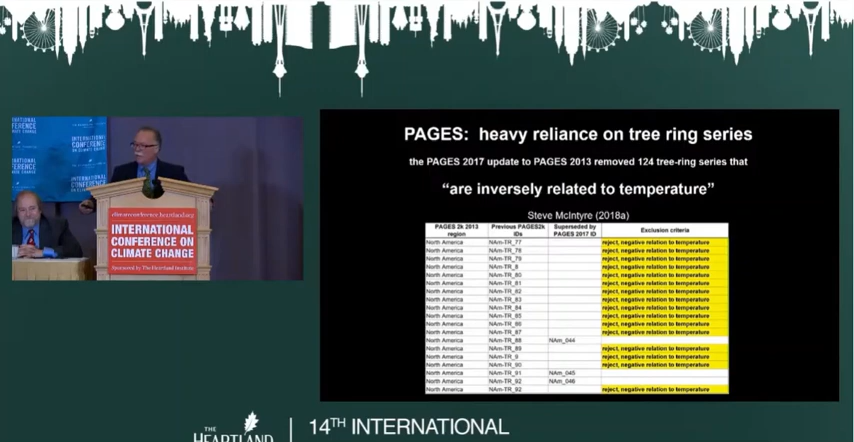 INTERNATIONAL
CONFERENCE ON
CLIMATE CHANGE
Sponsored by The Heartland Institute
PAGES: heavy reliance on tree ring series
the PAGES 2017 update to PAGES 2013 removed 124 tree-ring series that
“are inversely related to temperature”
Steve McIntyre (2018a)
PAGES 2k 2013 region Previous PAGES2k IDs Superseded by PAGES 2017 ID Exclusion criteria
North America NAm-TR_77 reject, negative relation to temperature
North America NAm-TR_78 reject, negative relation to temperature
North America NAm-TR_79 reject, negative relation to temperature
North America NAm-TR_8 reject, negative relation to temperature
North America NAm-TR_80 reject, negative relation to temperature
North America NAm-TR_81 reject, negative relation to temperature
North America NAm-TR_82 reject, negative relation to temperature
North America NAm-TR_83 reject, negative relation to temperature
North America NAm-TR_84 reject, negative relation to temperature
North America NAm-TR_85 reject, negative relation to temperature
North America NAm-TR_86 reject, negative relation to temperature
North America NAm-TR_87 reject, negative relation to temperature
North America NAm-TR_88 NAm_044
North America NAm-TR_89 reject, negative relation to temperature
North America NAm-TR_9 reject, negative relation to temperature
North America NAm-TR_90 reject, negative relation to temperature
North America NAm-TR_91 NAm_045
North America NAm-TR_92 NAm_046
North America NAm-TR_92 reject, negative relation to temperature
THE
HEARTLAND
14TH INTERNATIONAL